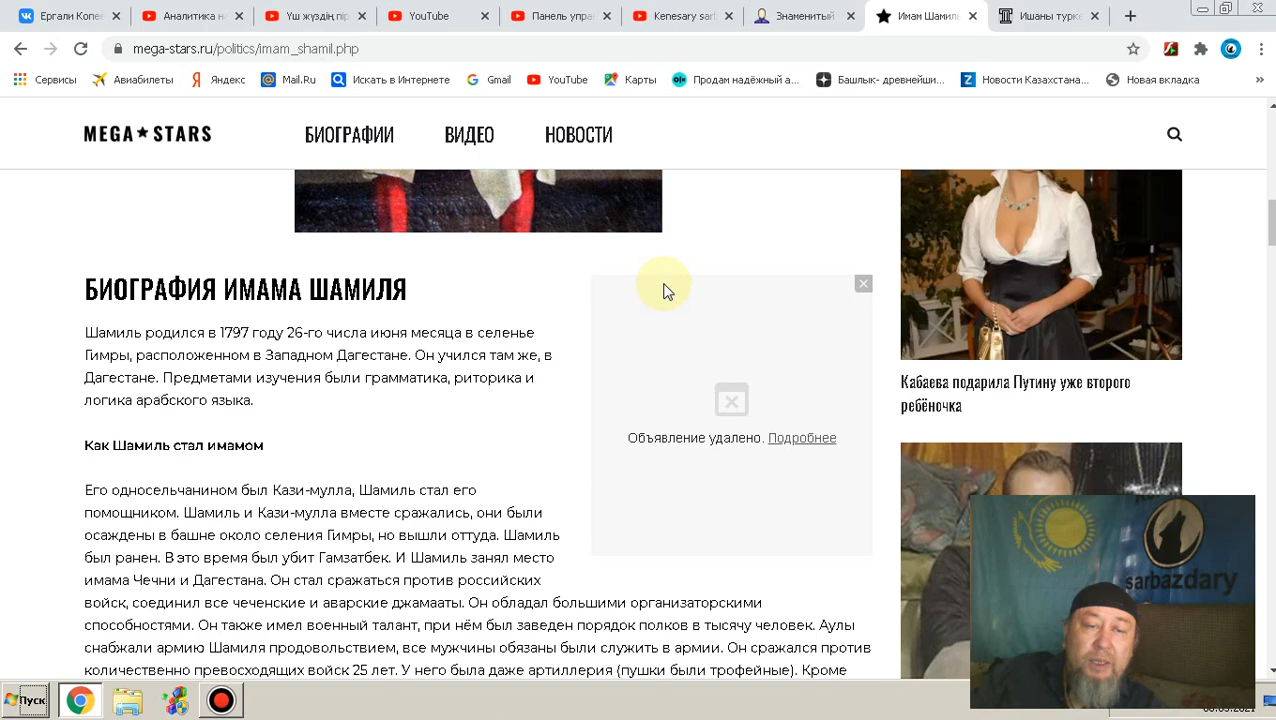 Ергали Копес
Аналитика н
Үш жүздің пір
YouTube
Панель упра
Kenesary sarb
Знаменитый
Имам Шамиль
Ишаны турке
mega-stars.ru/politics/imam_shamil.php
Сервисы
Авиабилеты
Яндекс
Mail.Ru
Искать в Интернете
Gmail
YouTube
Карты
Продам надёжный а...
Башлык- древнейши...
Новости Казахстана...
Новая вкладка
MEGA★STARS
БИОГРАФИИ
ВИДЕО
НОВОСТИ
БИОГРАФИЯ ИМАМА ШАМИЛЯ
Шамиль родился в 1797 году 26-го числа июня месяца в селенье
Гимры, расположенном в Западном Дагестане. Он учился там же, в
Дагестане. Предметами изучения были грамматика, риторика и
логика арабского языка.
Как Шамиль стал имамом
Его односельчанином был Кази-мулла, Шамиль стал его
помощником. Шамиль и Кази-мулла вместе сражались, они были
осаждены в башне около селения Гимры, но вышли оттуда. Шамиль
был ранен. В это время был убит Гамзатбек. И Шамиль занял место
имама Чечни и Дагестана. Он стал сражаться против российских
войск, соединил все чеченские и аварские джамааты. Он обладал большими организаторскими
способностями. Он также имел военный талант, при нём был заведен порядок полков в тысячу человек. Аулы
снабжали армию Шамиля продовольствием, все мужчины обязаны были служить в армии. Он сражался против
количественно превосходящих войск 25 лет. У него была даже артиллерия (пушки были трофейные). Кроме
Объявление удалено. Подробнее
Кабаева подарила Путину уже второго
ребёночка
sarbazdary
Пуск